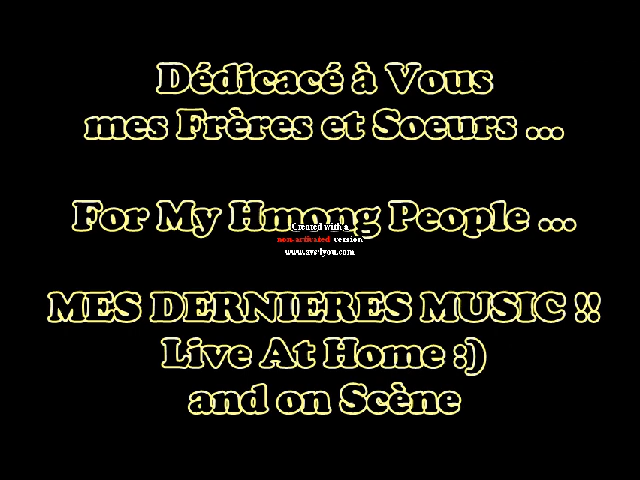 Dédicacé à Vous
mes Frères et Soeurs ...
For My Hmong People ...
Created with a
non-activated version
www.avs4you.com
MES DERNIERES MUSIC !!
Live At Home :)
and on Scène